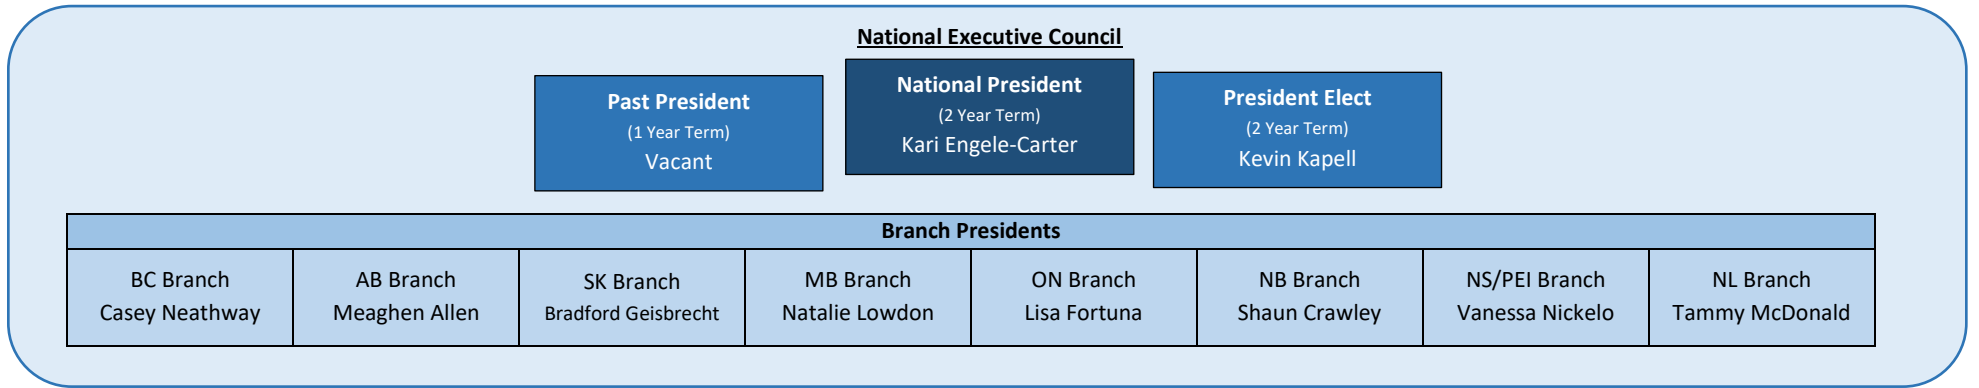 National Executive Council
Past President
(1 Year Term)
Vacant
National President
(2 Year Term)
Kari Engele-Carter
President Elect
(2 Year Term)
Kevin Kapell
Branch Presidents
BC Branch
Casey Neathway
AB Branch
Meaghen Allen
SK Branch
Bradford Geisbrecht
MB Branch
Natalie Lowdon
ON Branch
Lisa Fortuna
NB Branch
Shaun Crawley
NS/PEI Branch
Vanessa Nickelo
NL Branch
Tammy McDonald